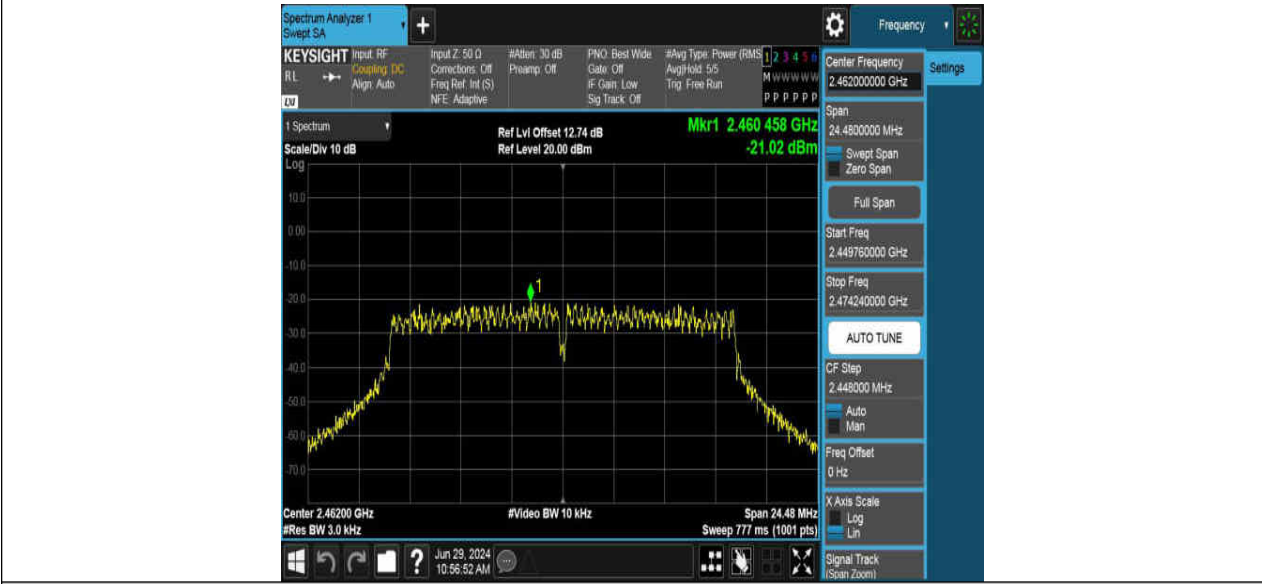 Spectrum Analyzer 1
Swept SA
+
Frequency
KEYSIGHT
RL
LXI
Input: RF
Coupling: DC
Align: Auto
Input Z: 50 Ω
Corrections: Off
Freq Ref: Int (S)
NFE: Adaptive
#Atten: 30 dB
Preamp: Off
PNO: Best Wide
Gate: Off
IF Gain: Low
Sig Track: Off
#Avg Type: Power (RMS
Avg|Hold: 5/5
Trig: Free Run
1 2 3 4 5 6
M W W W W W
P P P P P P
1 Spectrum
Scale/Div 10 dB
Log
Ref Lvl Offset 12.74 dB
Ref Level 20.00 dBm
Mkr1 2.460 458 GHz
-21.02 dBm
10.0
0.00
-10.0
-20.0
-30.0
-40.0
-50.0
-60.0
-70.0
1
Center 2.46200 GHz
#Res BW 3.0 kHz
#Video BW 10 kHz
Span 24.48 MHz
Sweep 777 ms (1001 pts)
Center Frequency
2.462000000 GHz
Settings
Span
24.4800000 MHz
Swept Span
Zero Span
Full Span
Start Freq
2.449760000 GHz
Stop Freq
2.474240000 GHz
AUTO TUNE
CF Step
2.448000 MHz
Auto
Man
Freq Offset
0 Hz
X Axis Scale
Log
Lin
Signal Track
(Span Zoom)
?
Jun 29, 2024
10:56:52 AM